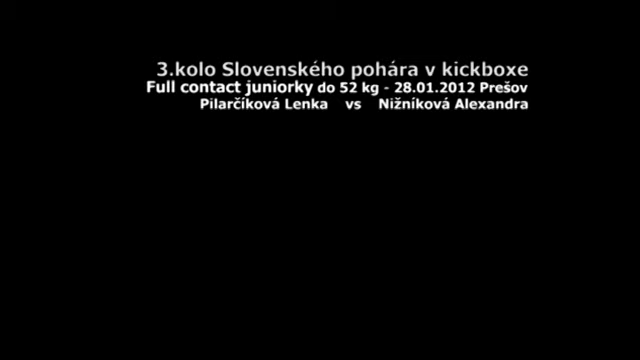 3.kolo Slovenského pohára v kickboxe
Full contact juniorky do 52 kg - 28.01.2012 Prešov
Pilarčíková Lenka vs Nižníková Alexandra